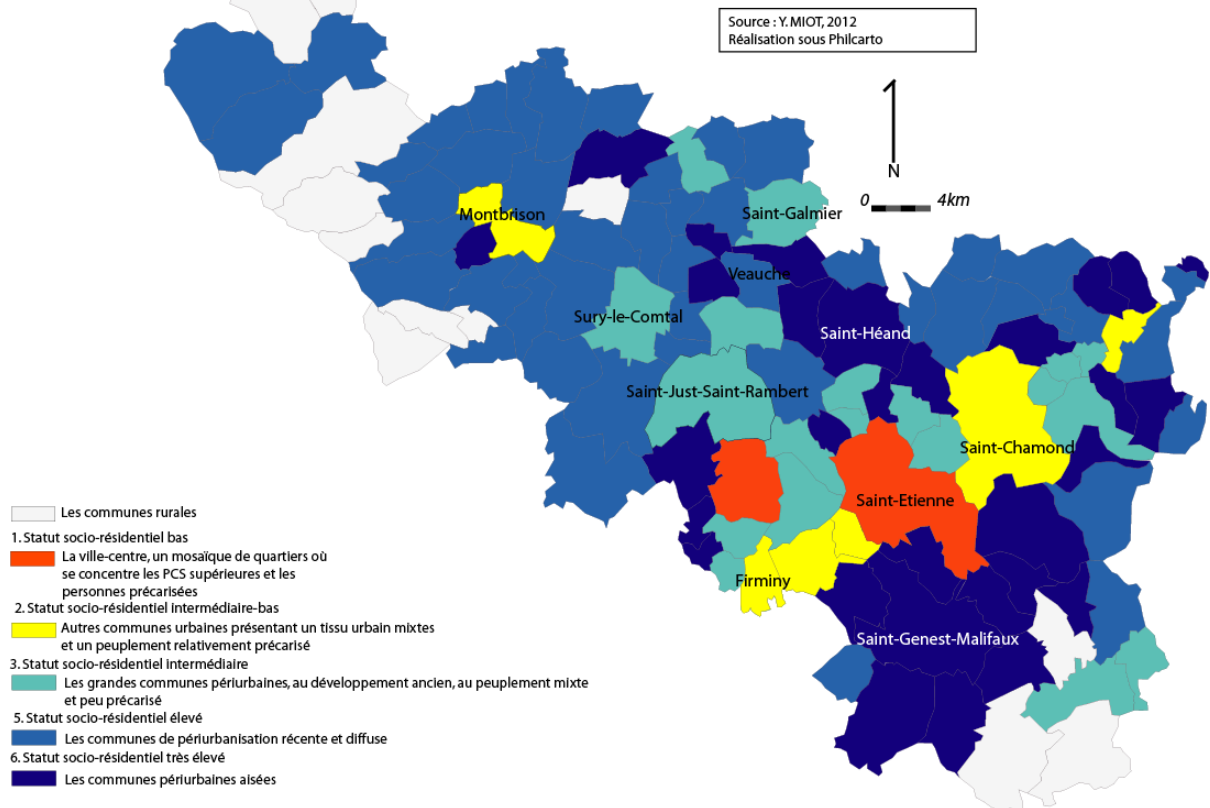 Source : Y. MIOT, 2012
Réalisation sous Philcarto
N
0 4km
Montbrison
Saint-Galmier
Veauche
Sury-le-Comtal
Saint-Héand
Saint-Just-Saint-Rambert
Saint-Chamond
Saint-Etienne
Firminy
Saint-Genest-Malifaux
Les communes rurales
1. Statut socio-résidentiel bas
La ville-centre, un mosaïque de quartiers où
se concentre les PCS supérieures et les
personnes précarisées
2. Statut socio-résidentiel intermédiaire-bas
Autres communes urbaines présentant un tissu urbain mixtes
et un peuplement relativement précarisé
3. Statut socio-résidentiel intermédiaire
Les grandes communes périurbaines, au développement ancien, au peuplement mixte
et peu précarisé
5. Statut socio-résidentiel élevé
Les communes de périurbanisation récente et diffuse
6. Statut socio-résidentiel très élevé
Les communes périurbaines aisées